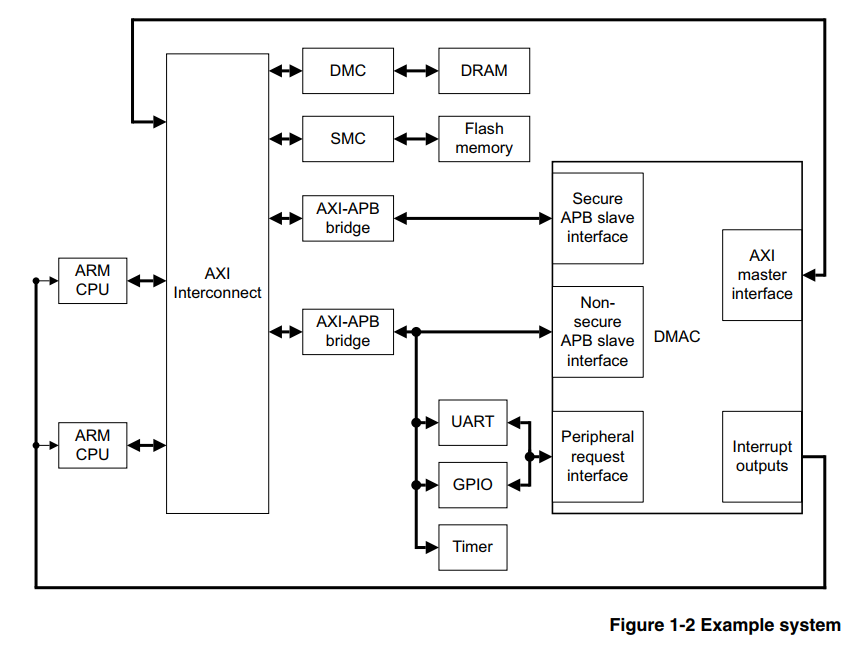 DMC
DRAM
SMC
Flash
memory
AXI-APB
bridge
Secure
APB slave
interface
AXI
master
interface
ARM
CPU
AXI
Interconnect
AXI-APB
bridge
Non-
secure
APB slave
interface
DMAC
UART
ARM
CPU
Peripheral
request
interface
Interrupt
outputs
GPIO
Timer
Figure 1-2 Example system